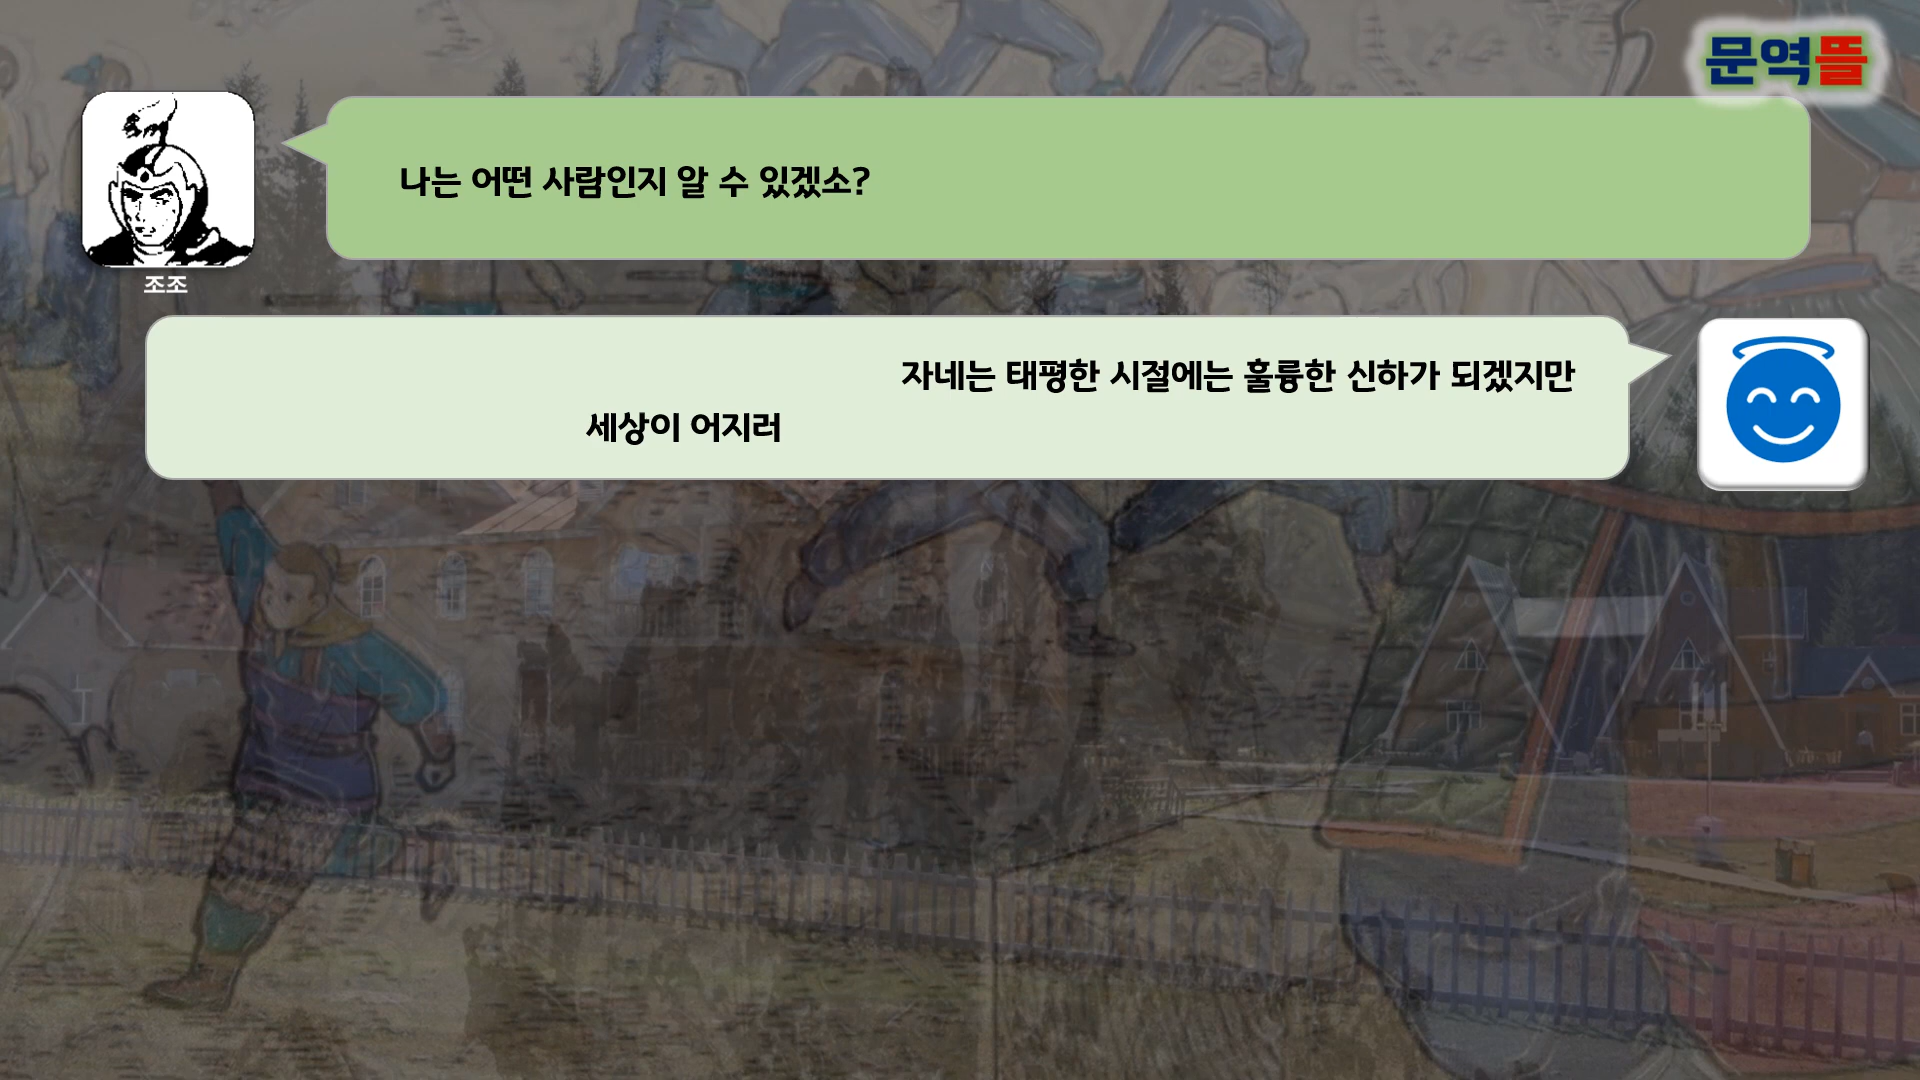 문역뜰
나는 어떤 사람인지 알 수 있겠소?
조조
자네는 태평한 시절에는 훌륭한 신하가 되겠지만
세상이 어지러